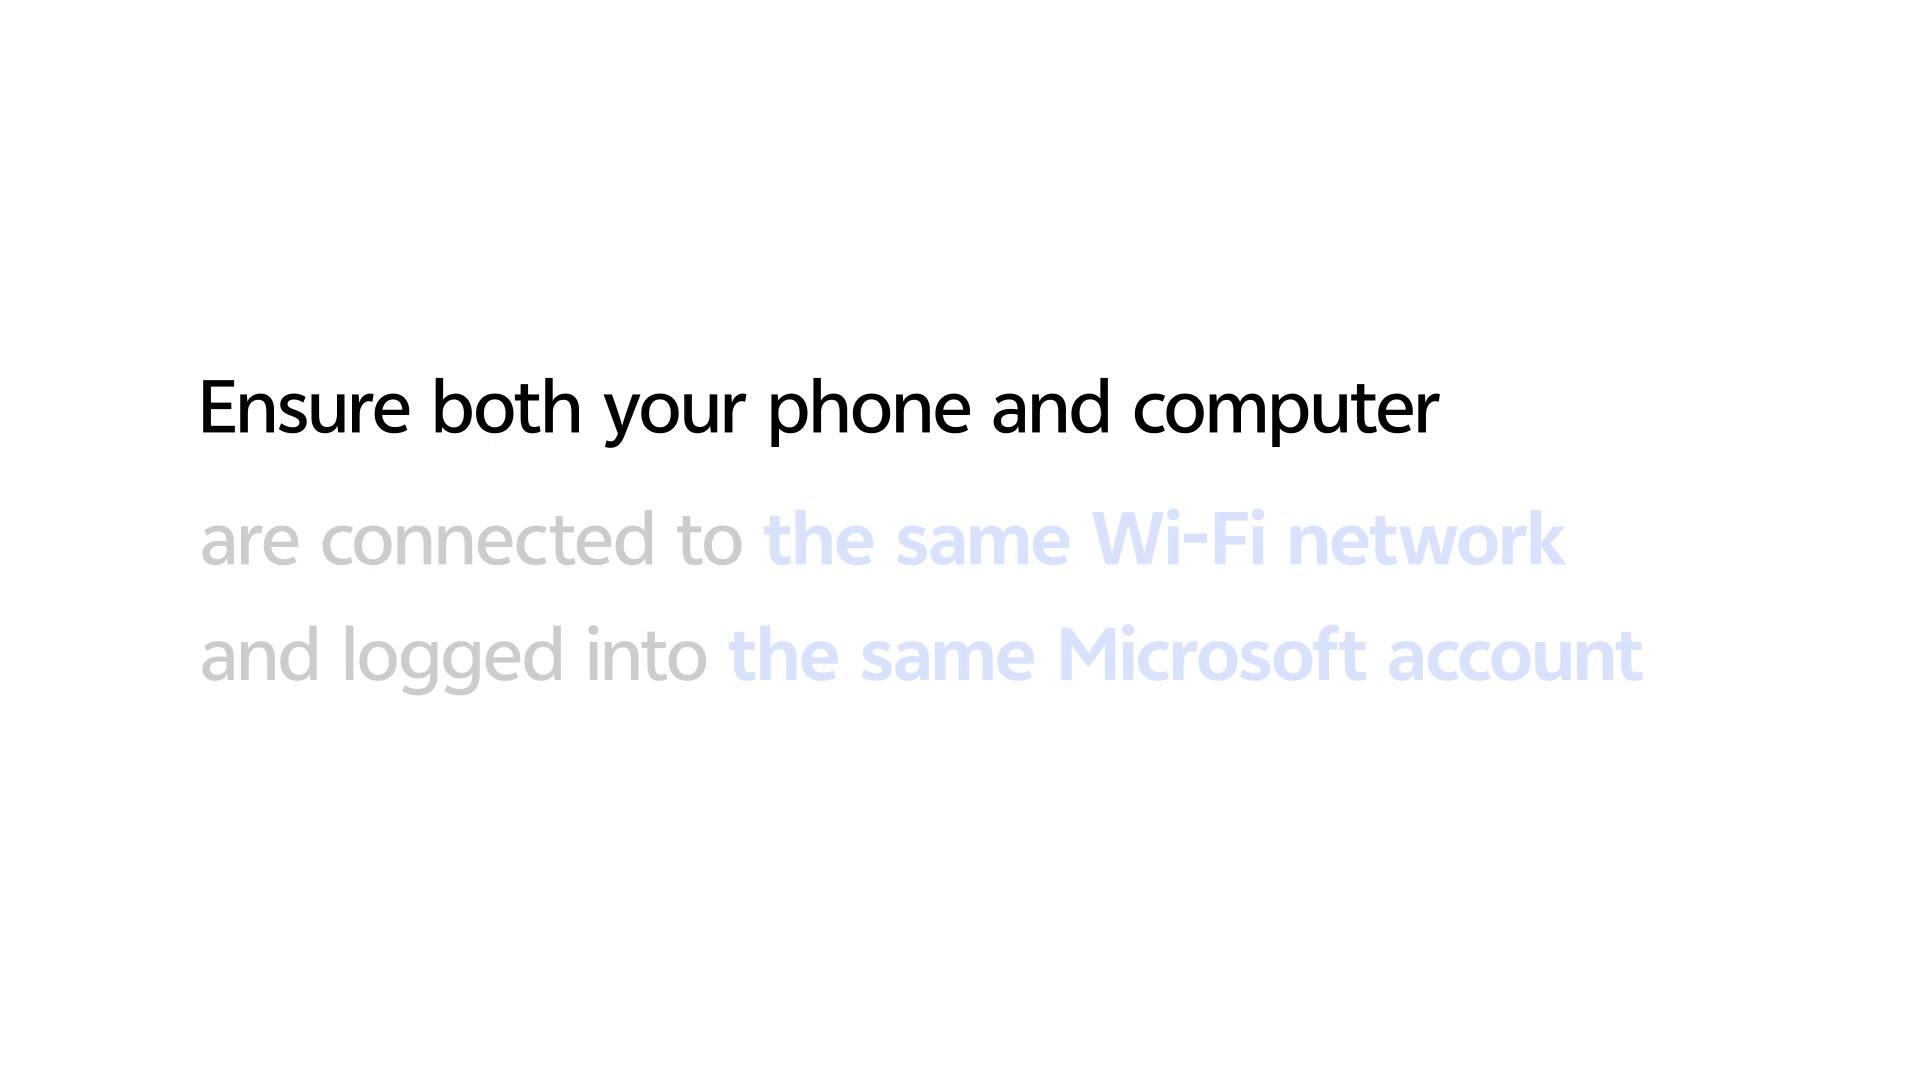 Ensure both your phone and computer
are connected to the same Wi-Fi network
and logged into the same Microsoft account